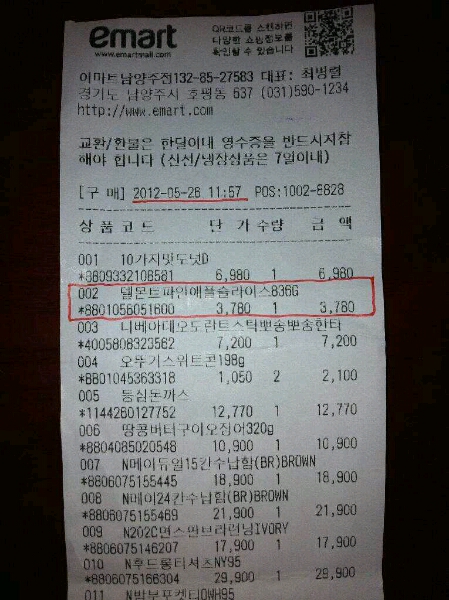 emart
www.emartmall.com
QR코드를 스캔하면
다양한 쇼핑정보를
확인할 수 있습니다
이마트남양주점132-85-27583 대표: 최병렬
경기도 남양주시 호평동 637 (031)590-1234
http://www.emart.com
교환/환불은 한달이내 영수증을 반드시지참
해야 합니다 (신선/냉장상품은 7일이내)
[구 매] 2012-05-26 11:57 POS:1002-6828
상품코드 단 가 수량 금 액
001 10가지맛도넛D
*8809332108581 6,980 1 6,980
002 델몬트파인애플슬라이스836G
*8801056051600 3,780 1 3,780
003 니베아데오도란트스틱뽀송뽀송한타
*4005808323562 7,200 1 7,200
004 오뚜기스위트콘198g
*8801045363318 1,050 2 2,100
005 등심돈까스
*1144260127752 12,770 1 12,770
006 땅콩버터구이오징어320g
*8804085020548 10,900 1 10,900
007 N메이듀얼15칸수납함(BR)BROWN
*8806075155445 18,900 1 18,900
008 N메이24칸수납함(BR)BROWN
*8806075155469 21,900 1 21,900
009 N202C면스판브라런닝IVORY
*8806075146207 17,900 1 17,900
010 N후드롱티셔츠NY95
*8806075166304 29,900 1 29,900
011